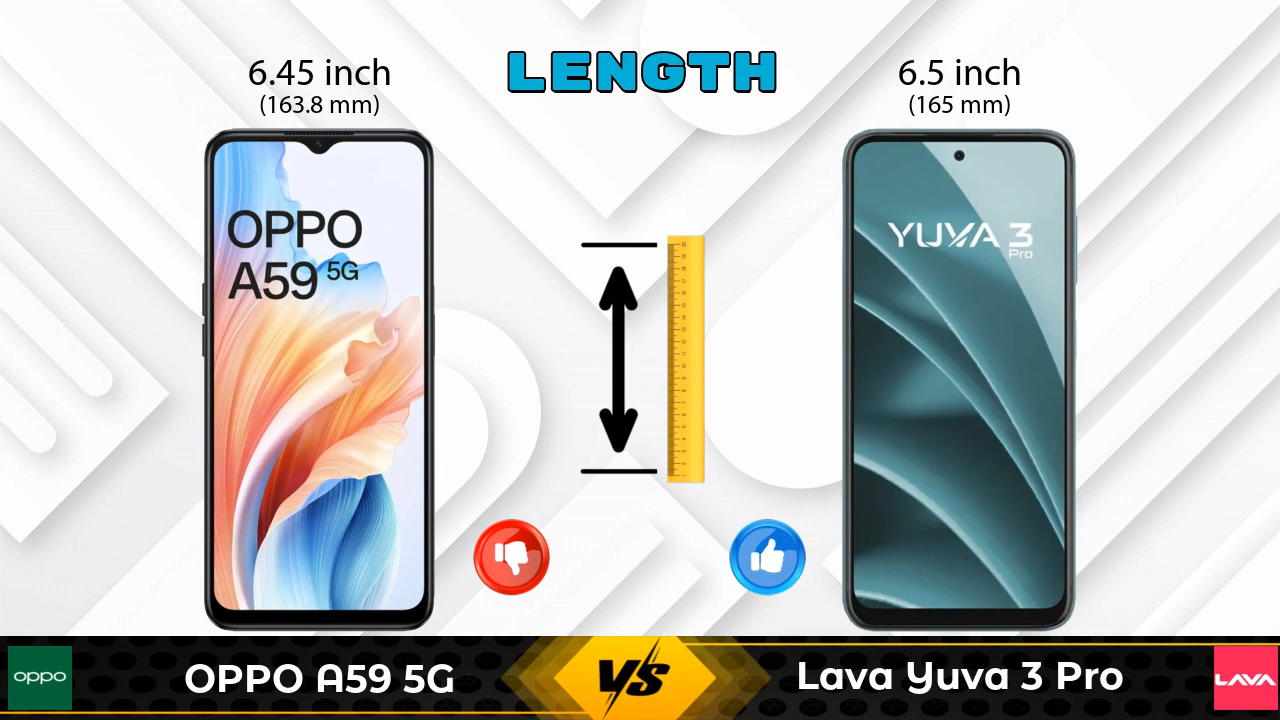 LENGTH
6.45 inch
(163.8 mm)
6.5 inch
(165 mm)
OPPO
A59 5G
YUVA 3
Pro
oppo
OPPO A59 5G
VS
Lava Yuva 3 Pro
LAVA